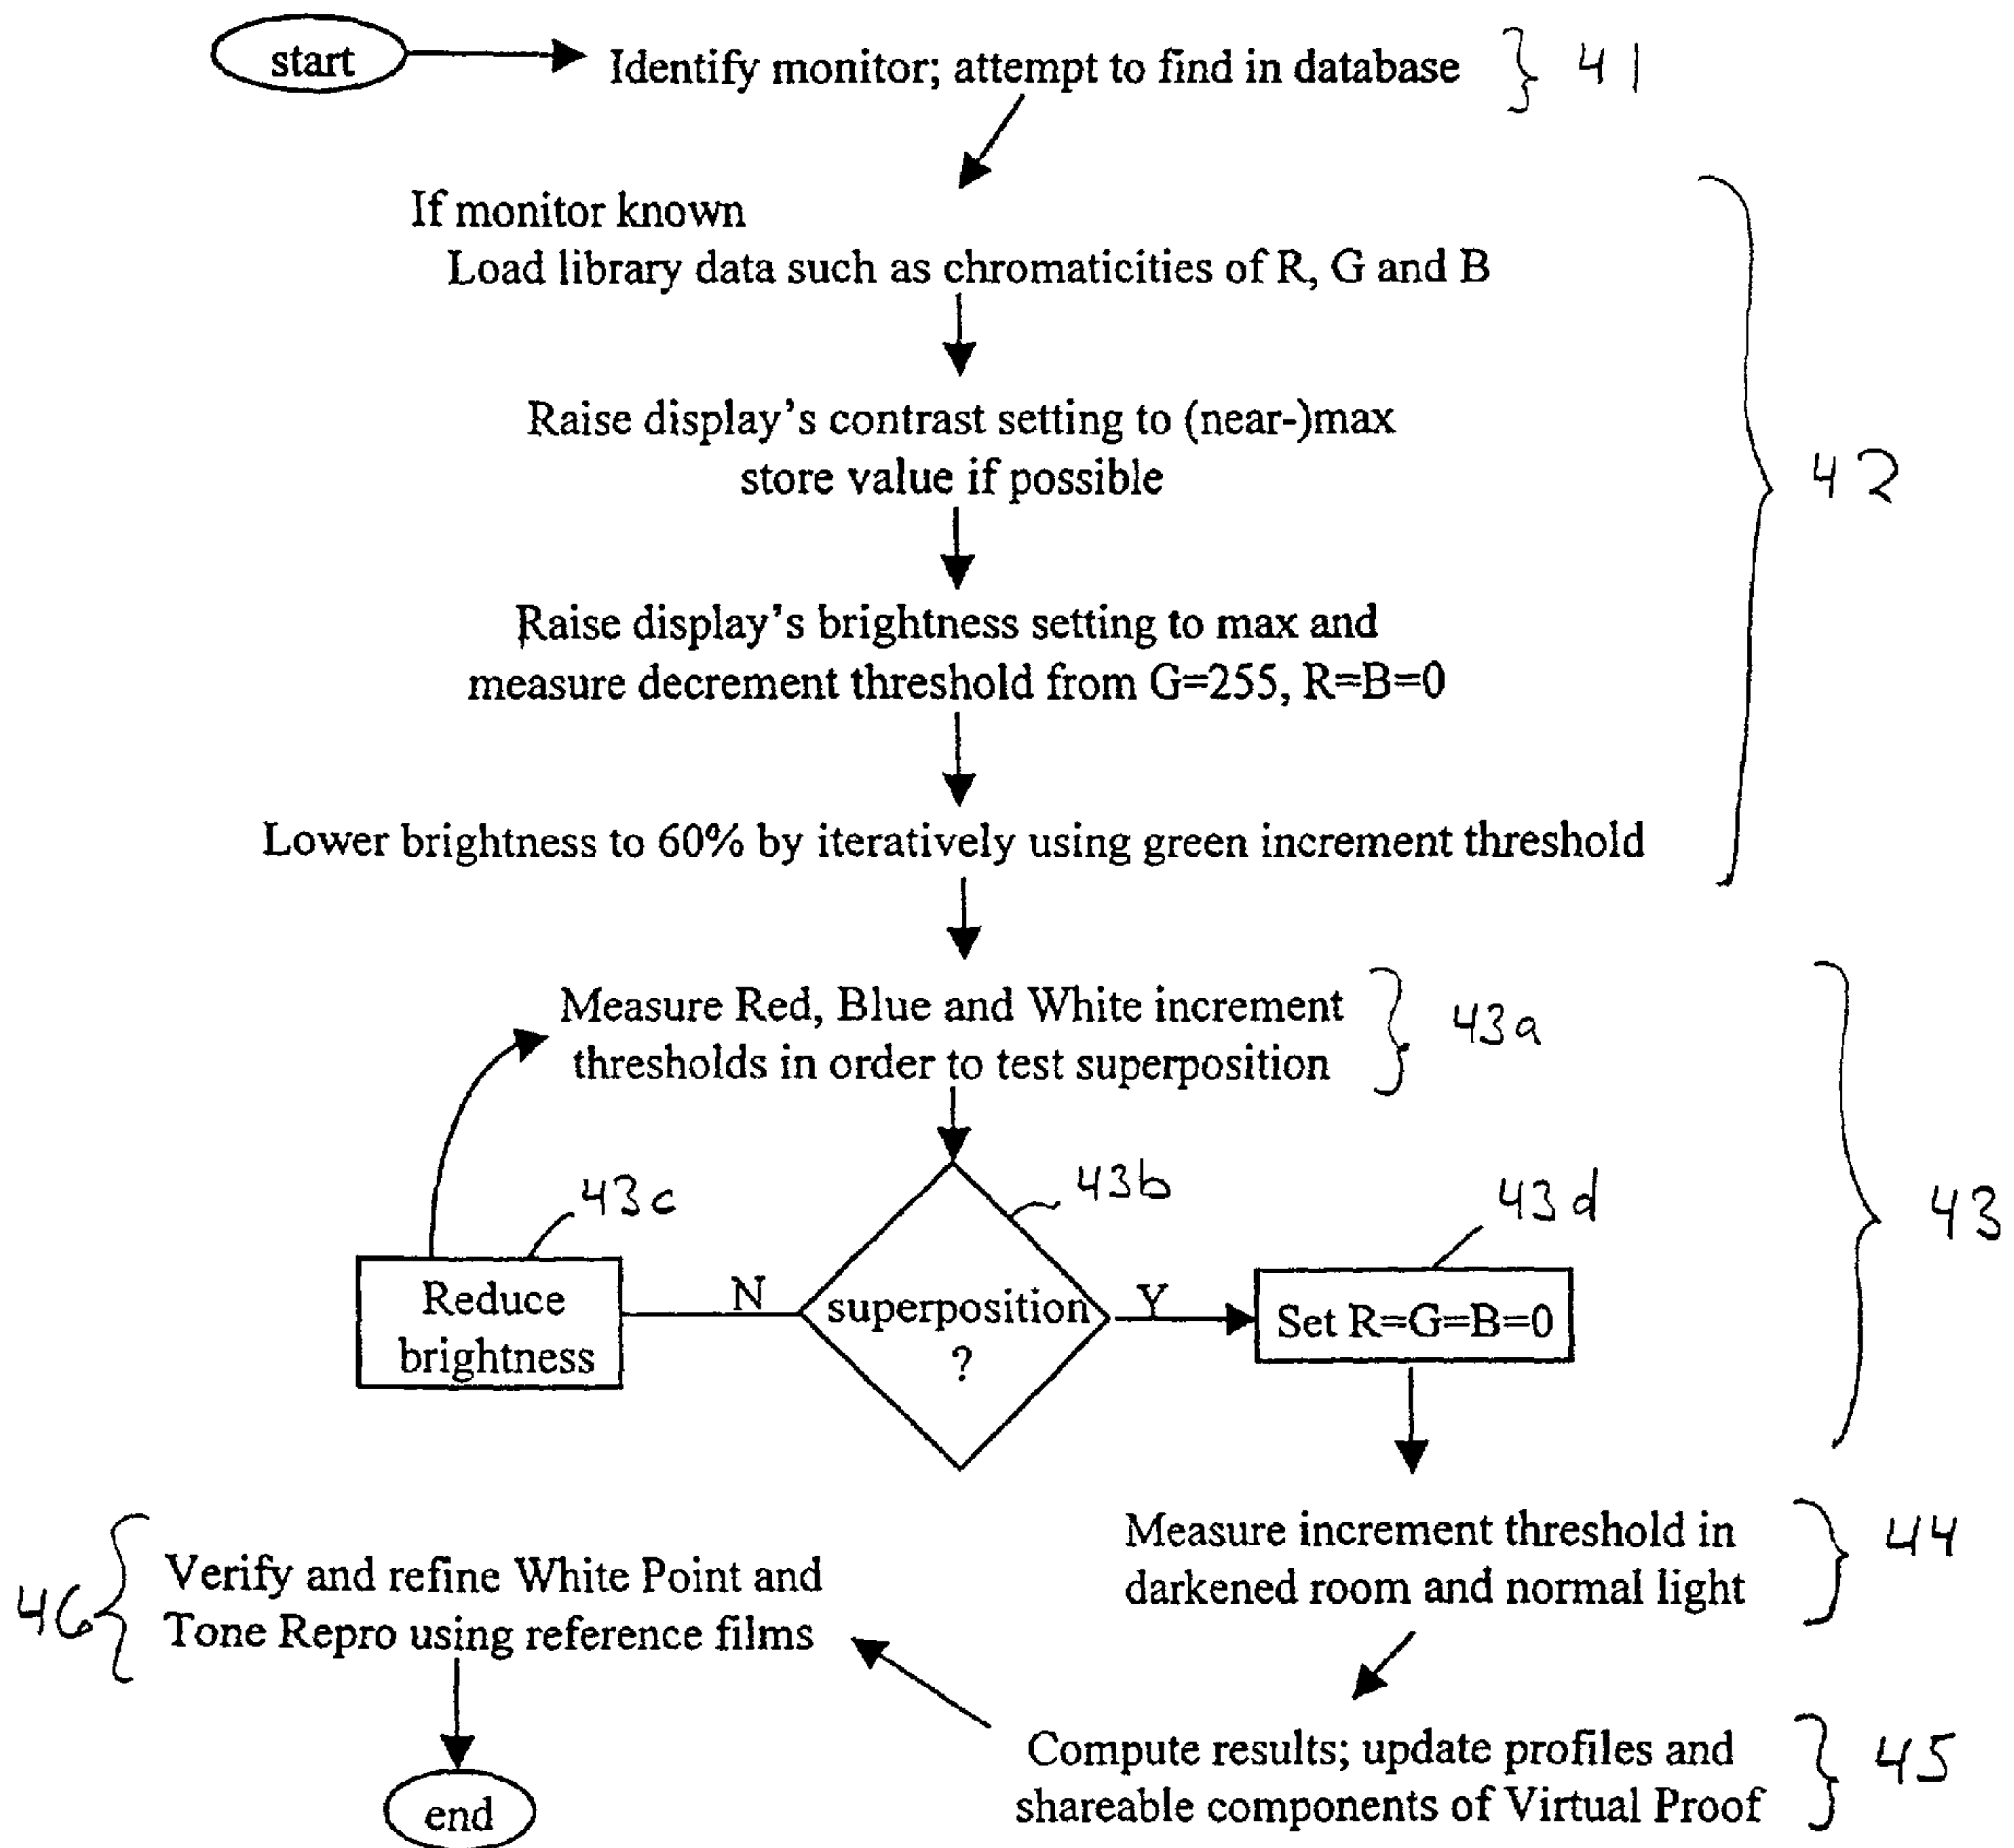 start
Identify monitor; attempt to find in database
41
If monitor known
Load library data such as chromaticities of R, G and B
Raise display's contrast setting to (near-)max
store value if possible
42
Raise display's brightness setting to max and
measure decrement threshold from G=255, R=B=0
Lower brightness to 60% by iteratively using green increment threshold
Measure Red, Blue and White increment
thresholds in order to test superposition
43a
43c
43b
43d
43
Reduce
brightness
N
superposition
?
Y
Set R=G=B=0
Measure increment threshold in
darkened room and normal light
44
46
Verify and refine White Point and
Tone Repro using reference films
Compute results; update profiles and
shareable components of Virtual Proof
45
end